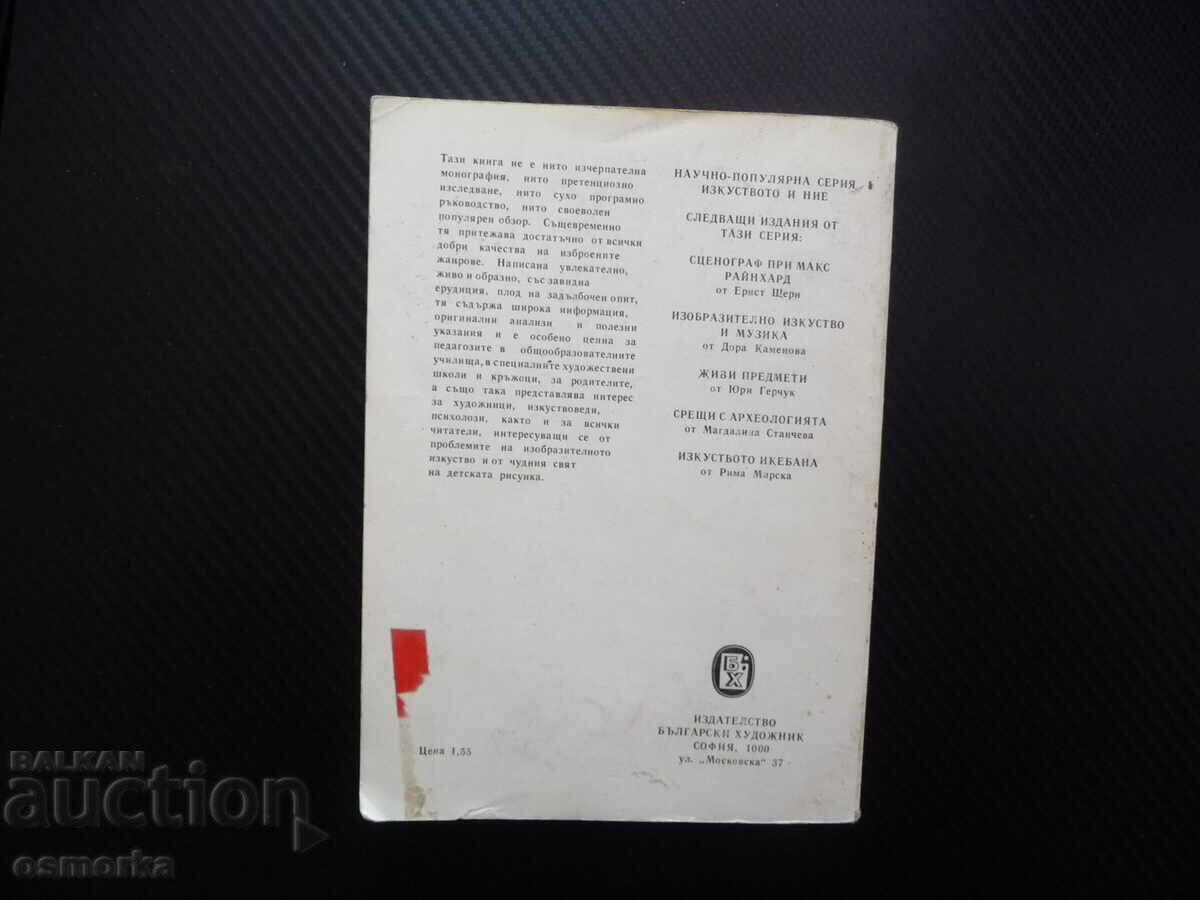 Тази книга не е нито изчерпателна
монография, нито претенциозно
изследване, нито сухо програмно
ръководство, нито своеволен
популярен обзор. Същевременно
тя притежава достатъчно от всички
добри качества на изброените
жанрове. Написана увлекателно,
живо и образно, със завидна
ерудиция, плод на задълбочен опит,
тя съдържа широка информация,
оригинални анализи и полезни
указания и е особено ценна за
педагозите в общообразователните
училища, в специалните художествени
школи и кръжоци, за родителите,
а също така представлява интерес
за художници, изкуствоведи,
психолози, както и за всички
читатели, интересуващи се от
проблемите на изобразителното
изкуство и от чудния свят
на детската рисунка.
Цена 1,55
НАУЧНО-ПОПУЛЯРНА СЕРИЯ
ИЗКУСТВОТО И НИЕ
СЛЕДВАЩИ ИЗДАНИЯ ОТ
ТАЗИ СЕРИЯ:
СЦЕНОГРАФ ПРИ МАКС
РАЙНХАРД
от Ернст Щерн
ИЗОБРАЗИТЕЛНО ИЗКУСТВО
И МУЗИКА
от Дора Каменова
ЖИВИ ПРЕДМЕТИ
от Юри Герчук
СРЕЩИ С АРХЕОЛОГИЯТА
от Магдалина Станчева
ИЗКУСТВОТО ИКЕБАНА
от Рима Марска
Б:
Х
ИЗДАТЕЛСТВО
БЪЛГАРСКИ ХУДОЖНИК
СОФИЯ, 1000
ул. „Московска" 37
BALKAN
auction
osmorka